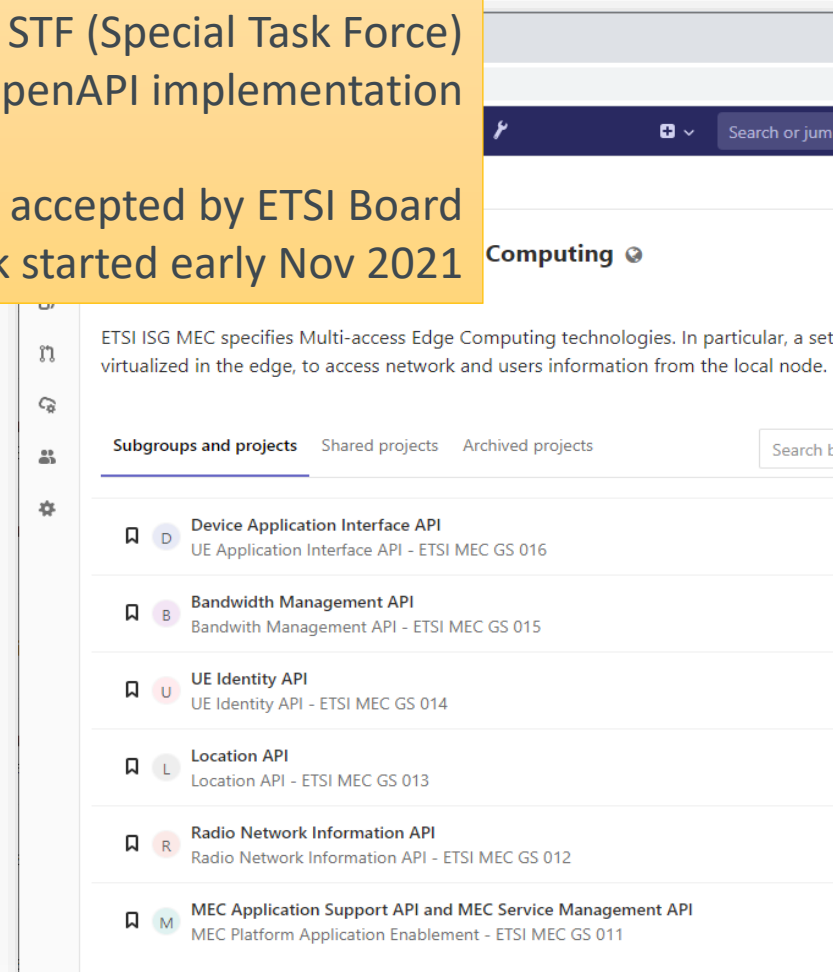 STF (Special Task Force)
penAPI implementation
accepted by ETSI Board
k started early Nov 2021
Search or jum
Computing
ETSI ISG MEC specifies Multi-access Edge Computing technologies. In particular, a set
virtualized in the edge, to access network and users information from the local node.
Subgroups and projects Shared projects Archived projects
Search b
D
Device Application Interface API
UE Application Interface API - ETSI MEC GS 016
B
Bandwidth Management API
Bandwith Management API - ETSI MEC GS 015
U
UE Identity API
UE Identity API - ETSI MEC GS 014
L
Location API
Location API - ETSI MEC GS 013
R
Radio Network Information API
Radio Network Information API - ETSI MEC GS 012
M
MEC Application Support API and MEC Service Management API
MEC Platform Application Enablement - ETSI MEC GS 011